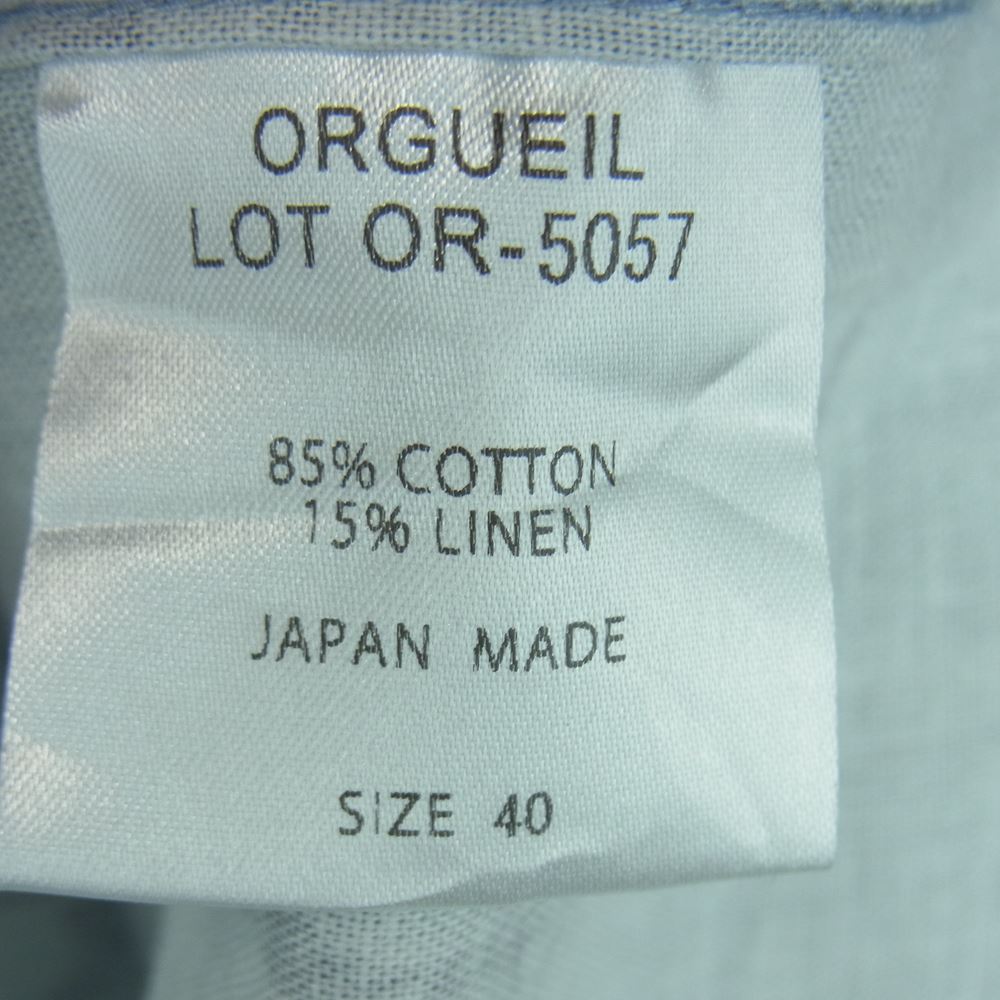 ORGUEIL
LOT OR-5057
85% COTTON
15% LINEN
JAPAN MADE
SIZE 40